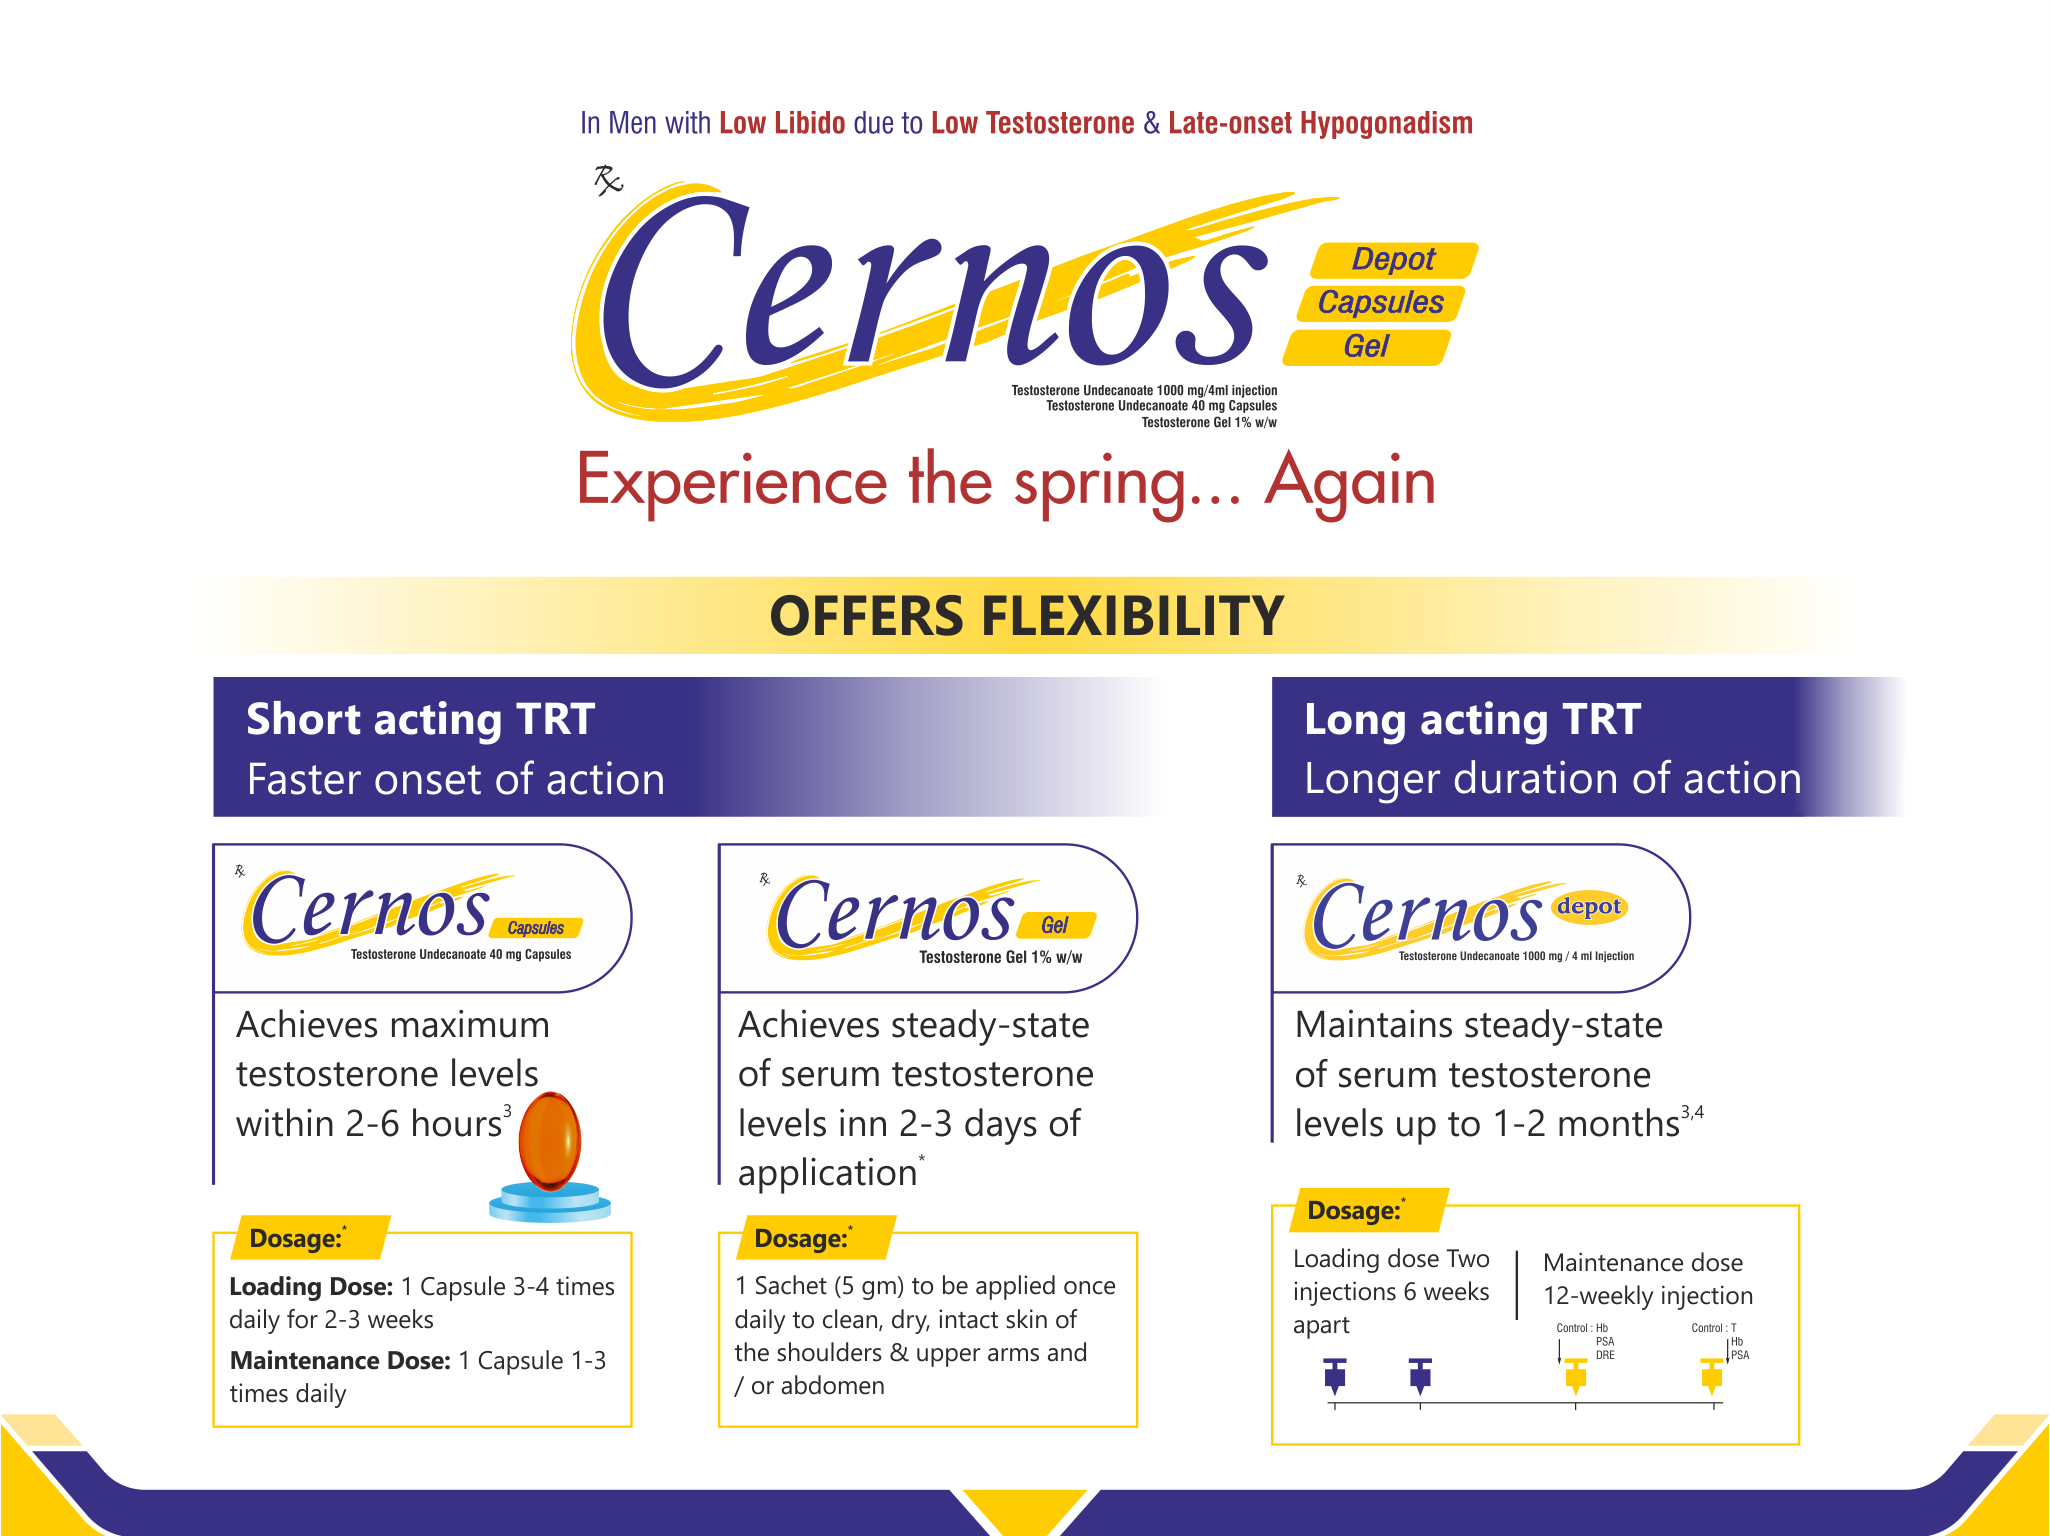 In Men with Low Libido due to Low Testosterone & Late-onset Hypogonadism
Rx
Cernos
Depot
Capsules
Gel
Testosterone Undecanoate 1000 mg/4ml injection
Testosterone Undecanoate 40 mg Capsules
Testosterone Gel 1% w/w
Experience the spring... Again
OFFERS FLEXIBILITY
Short acting TRT
Faster onset of action
Rx
Cernos
Capsules
Testosterone Undecanoate 40 mg Capsules
Achieves maximum
testosterone levels
within 2-6 hours3
Dosage:*
Loading Dose: 1 Capsule 3-4 times
daily for 2-3 weeks
Maintenance Dose: 1 Capsule 1-3
times daily
Rx
Cernos
Gel
Testosterone Gel 1% w/w
Achieves steady-state
of serum testosterone
levels inn 2-3 days of
application*
Dosage:*
1 Sachet (5 gm) to be applied once
daily to clean, dry, intact skin of
the shoulders & upper arms and
/ or abdomen
Long acting TRT
Longer duration of action
Rx
Cernos
depot
Testosterone Undecanoate 1000 mg / 4 ml Injection
Maintains steady-state
of serum testosterone
levels up to 1-2 months3,4
Dosage:*
Loading dose Two
injections 6 weeks
apart
Maintenance dose
12-weekly injection
Control : Hb
PSA
DRE
Control : T
Hb
PSA